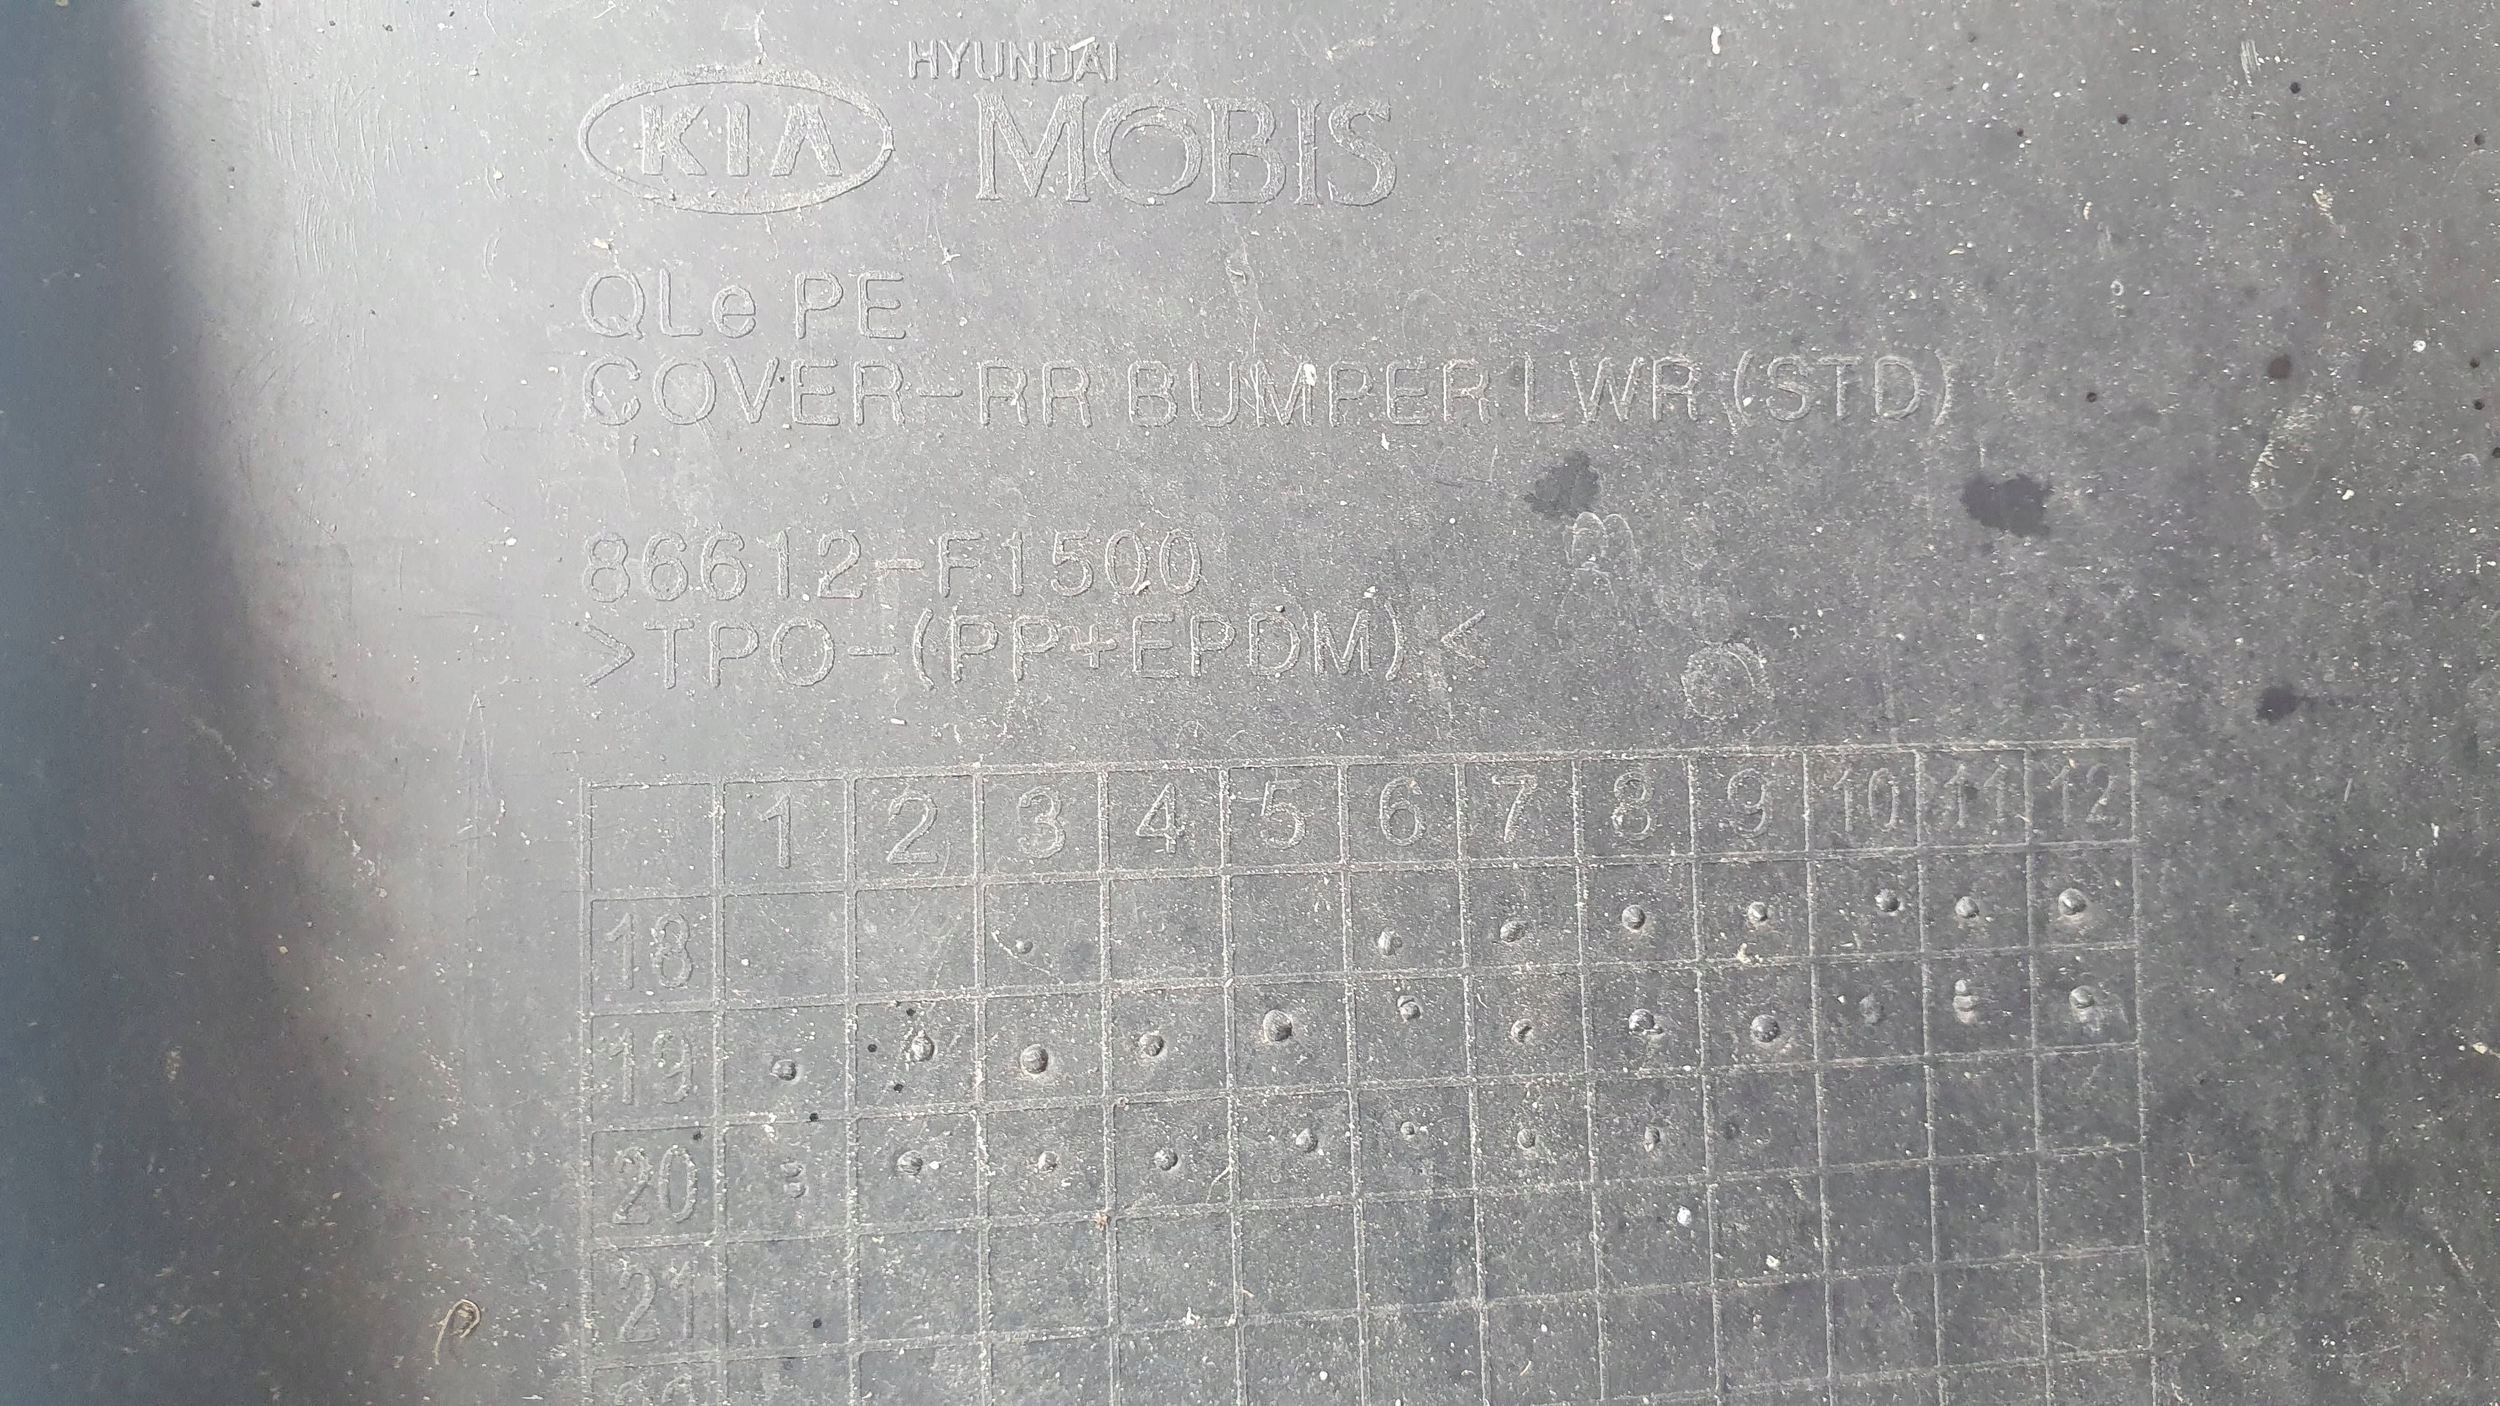 HYUNDAI
KIA MOBIS
QLe PE
COVER-RR BUMPER LWR (STD)
86612-F1500
>TPO-(PP+EPDM)<
1 2 3 4 5 6 7 8 9 10 11 12
18
19
20
21